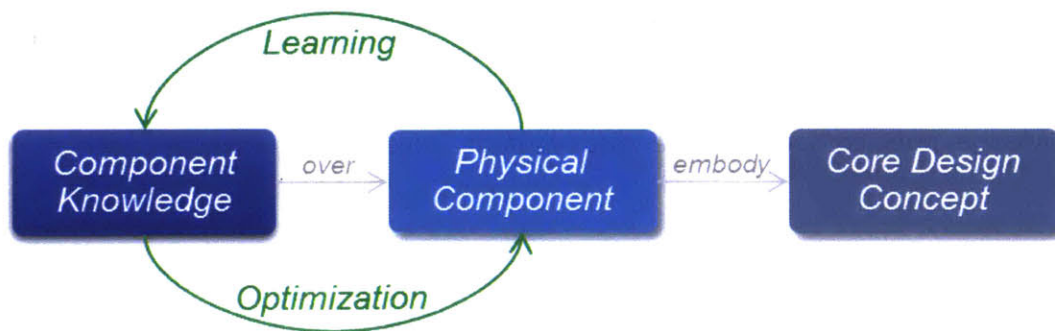 Learning
Component
Knowledge
over
Physical
Component
embody
Core Design
Concept
Optimization